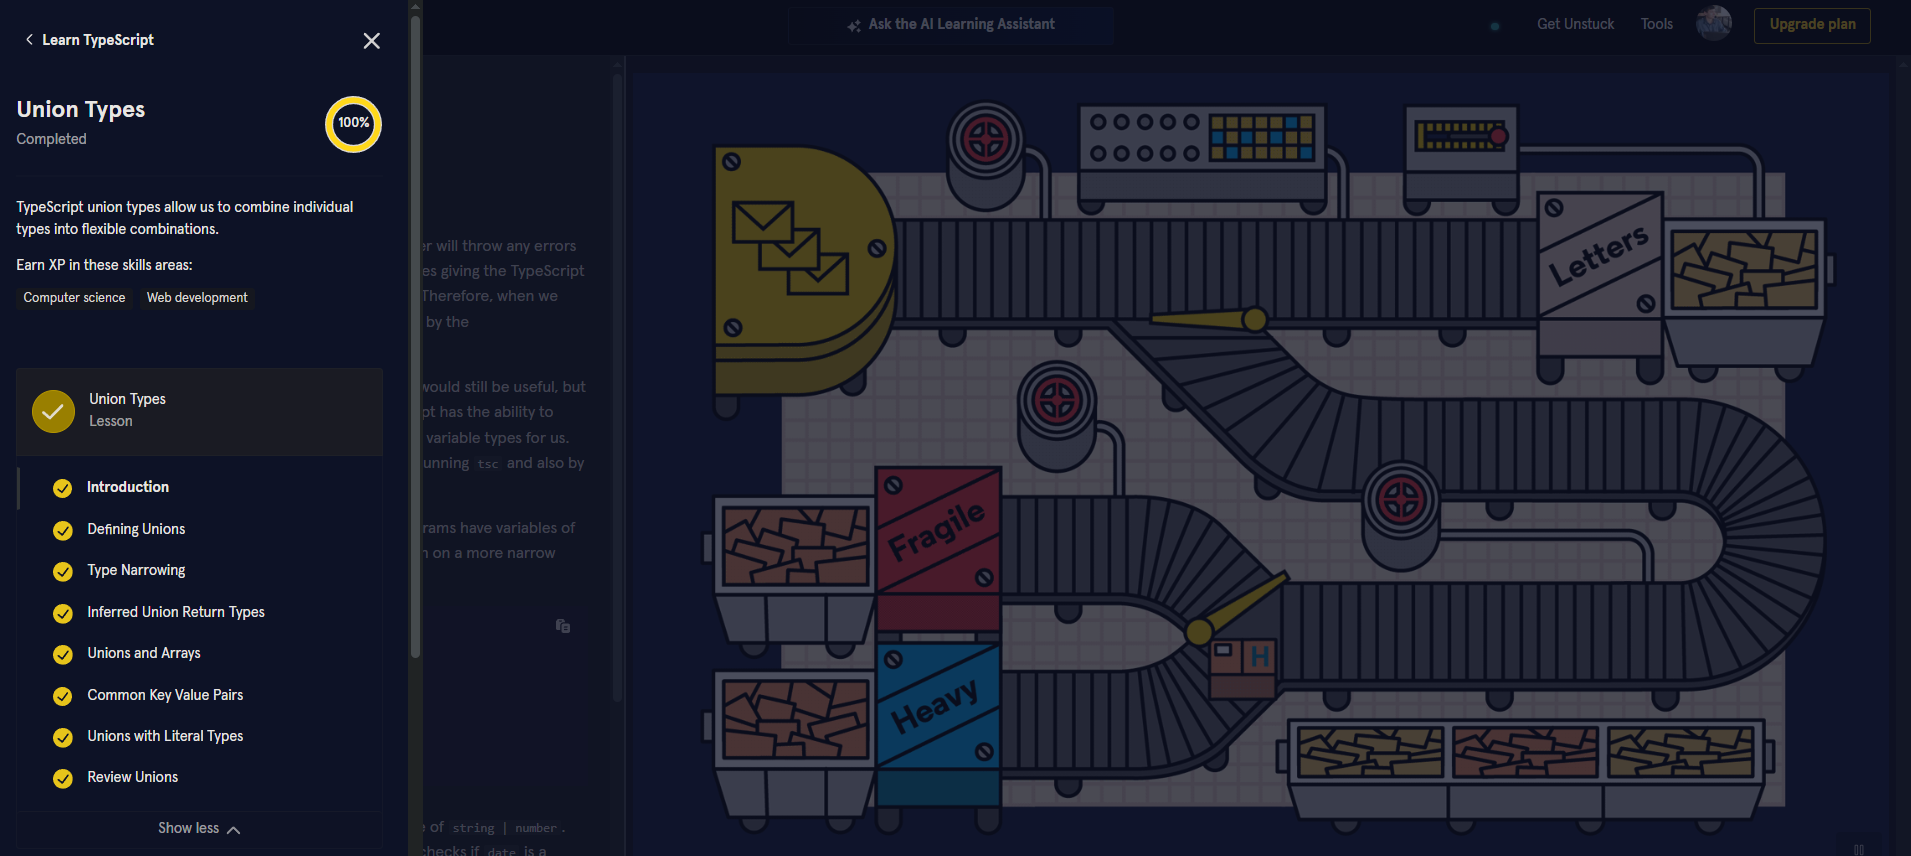 Learn TypeScript
Union Types
Completed
100%
TypeScript union types allow us to combine individual
types into flexible combinations.
Earn XP in these skills areas:
Computer science
Web development
Union Types
Lesson
Introduction
Defining Unions
Type Narrowing
Inferred Union Return Types
Unions and Arrays
Common Key Value Pairs
Unions with Literal Types
Review Unions
Show less
Ask the AI Learning Assistant
Get Unstuck
Tools
Upgrade plan
er will throw any errors
es giving the TypeScript
Therefore, when we
by the
would still be useful, but
pt has the ability to
variable types for us.
unning tsc and also by
rams have variables of
n on a more narrow
e of string | number.
checks if date is a
Letters
Fragile
Heavy
H